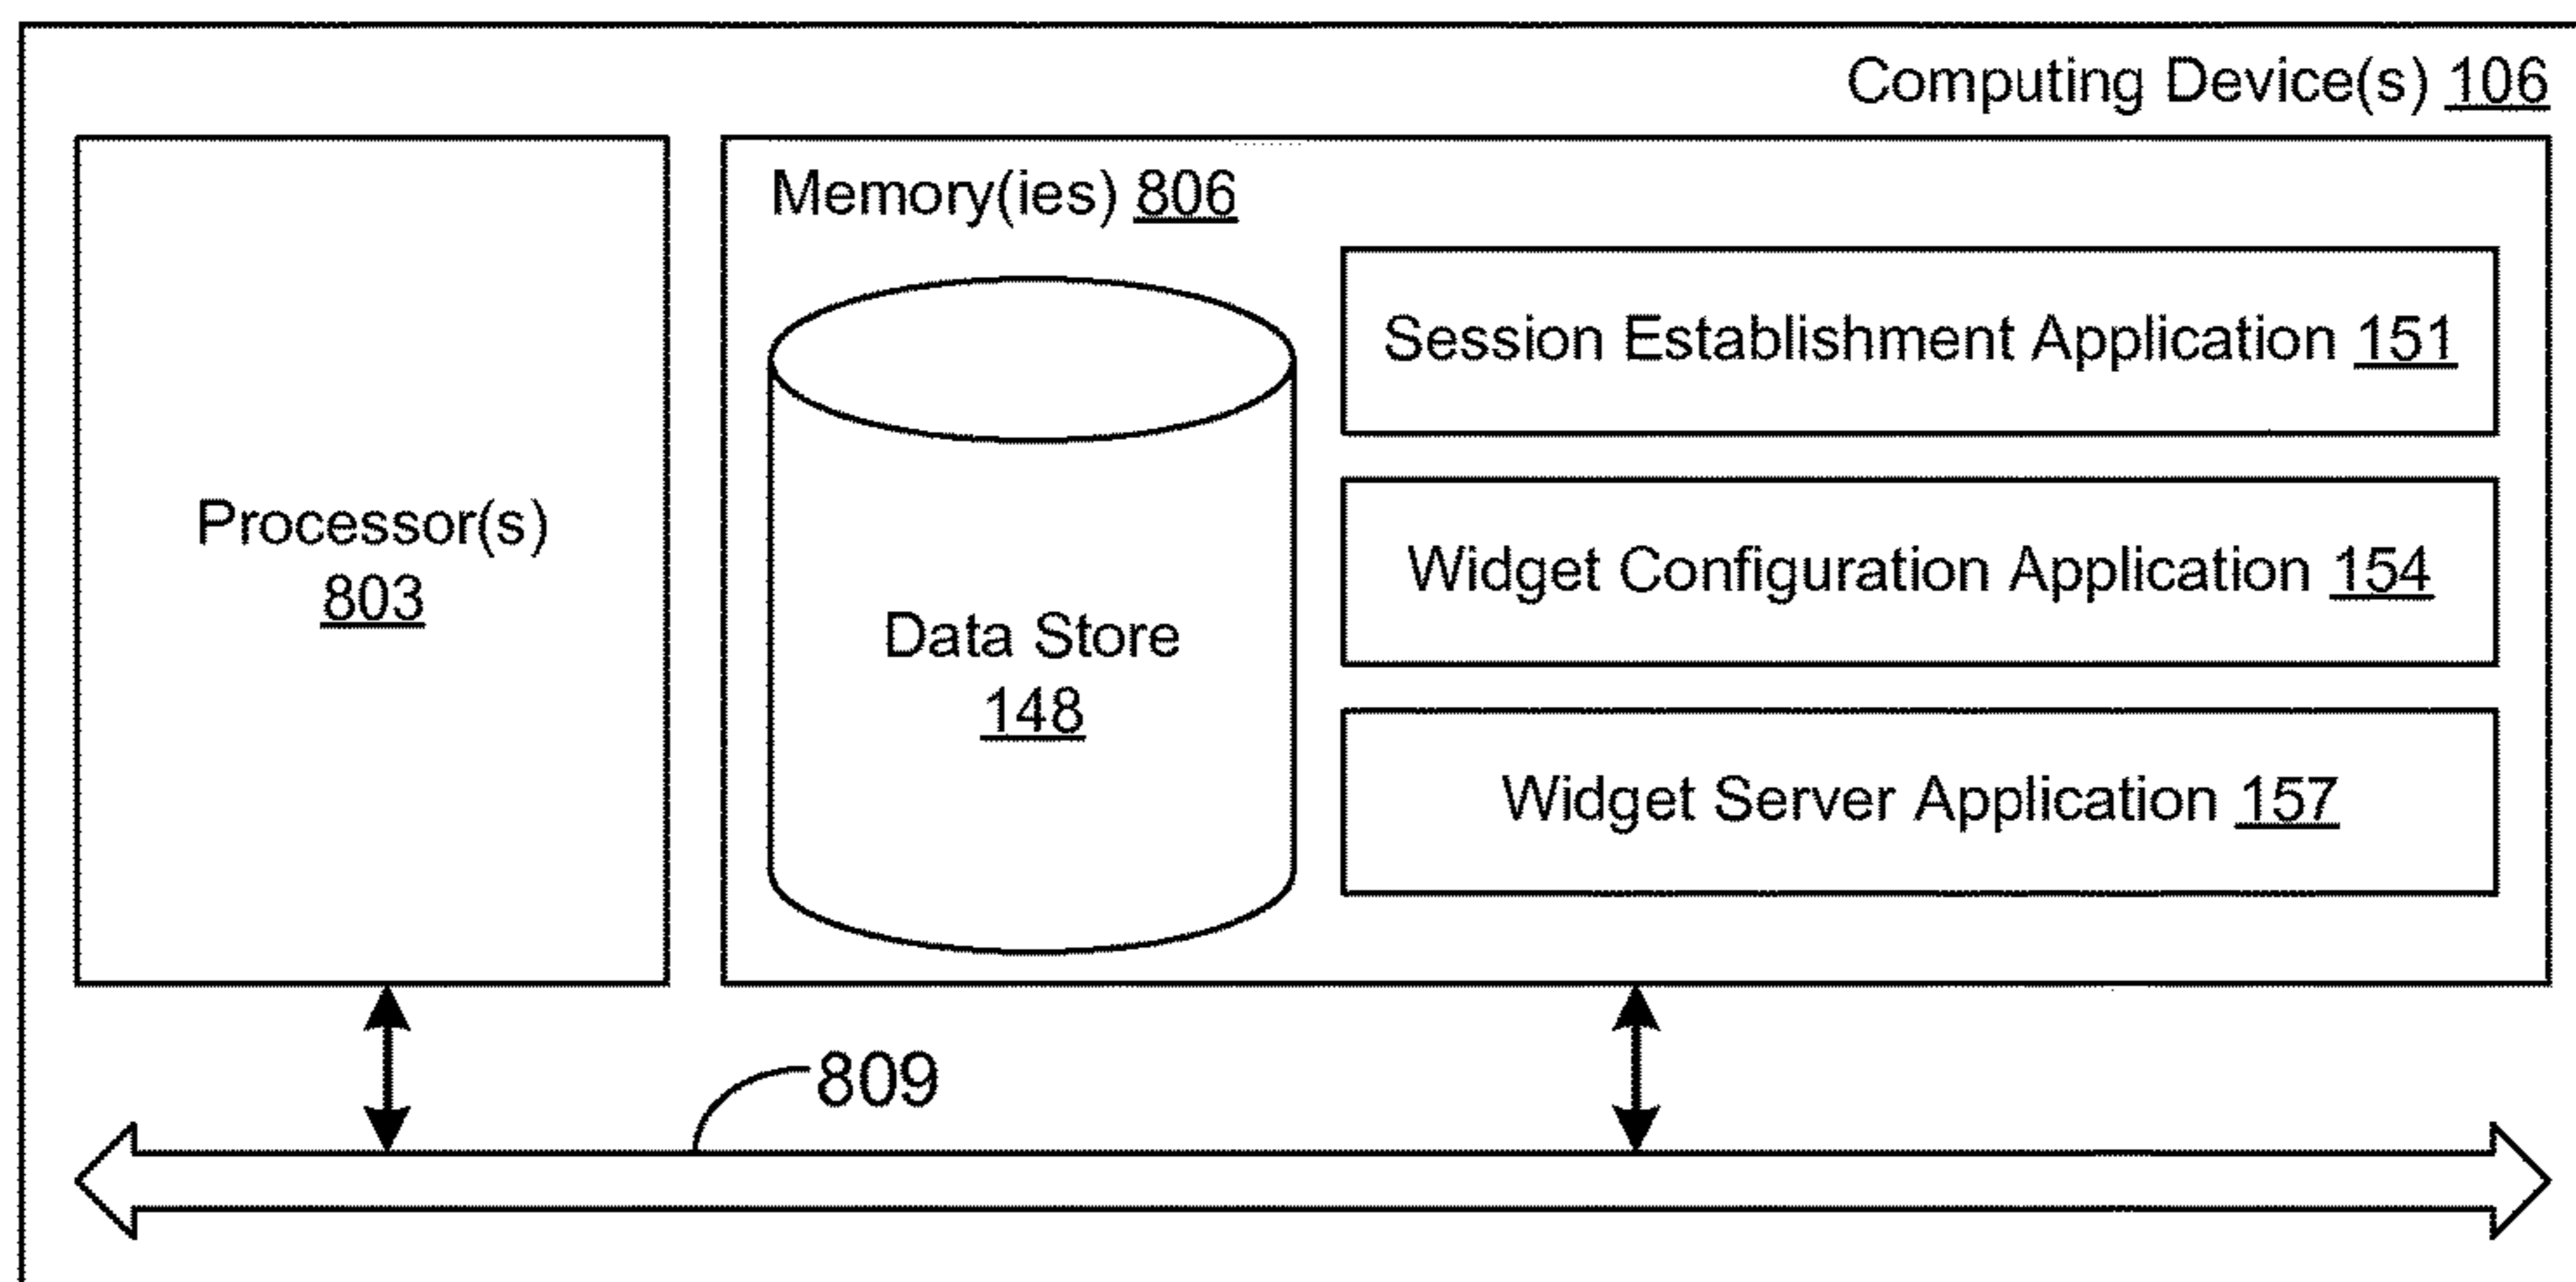 Computing Device(s) 106
Memory(ies) 806
Processor(s)
803
Data Store
148
Session Establishment Application 151
Widget Configuration Application 154
Widget Server Application 157
809